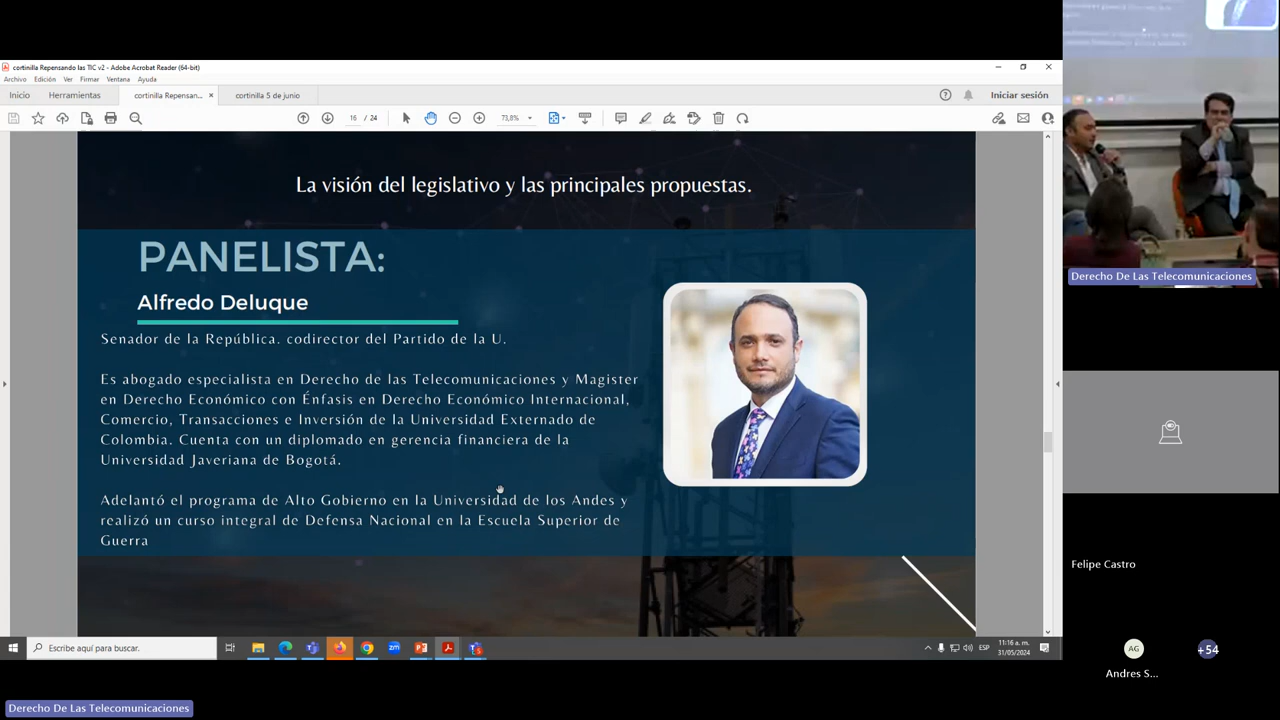 cortinilla Repensando las TIC v2 - Adobe Acrobat Reader (64-bit)
Archivo Edición Ver Firmar Ventana Ayuda
Inicio Herramientas cortinilla Repensan... × cortinilla 5 de junio Iniciar sesión
16 / 24 73,8%
La visión del legislativo y las principales propuestas.
PANELISTA:
Alfredo Deluque
Senador de la República. codirector del Partido de la U.
Es abogado especialista en Derecho de las Telecomunicaciones y Magister
en Derecho Económico con Énfasis en Derecho Económico Internacional,
Comercio, Transacciones e Inversión de la Universidad Externado de
Colombia. Cuenta con un diplomado en gerencia financiera de la
Universidad Javeriana de Bogotá.
Adelantó el programa de Alto Gobierno en la Universidad de los Andes y
realizó un curso integral de Defensa Nacional en la Escuela Superior de
Guerra
Escribe aquí para buscar.
zm
ESP
11:16 a. m.
31/05/2024
Derecho De Las Telecomunicaciones
Felipe Castro
AG
Andres S...
+54
Derecho De Las Telecomunicaciones